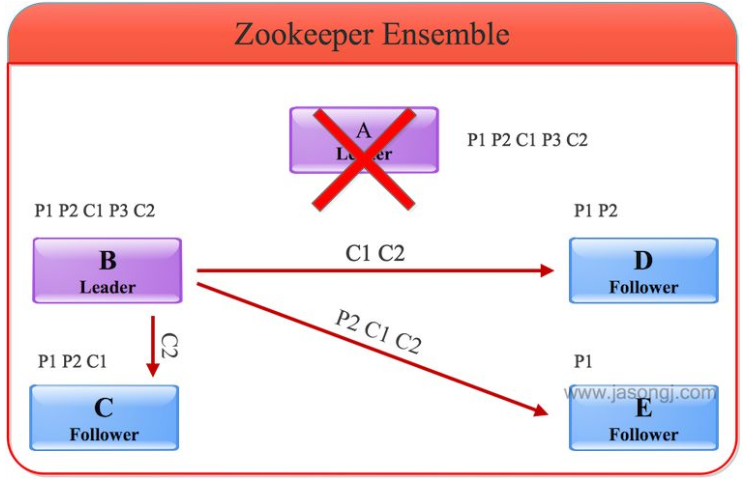 Zookeeper Ensemble
A
Leader
P1 P2 C1 P3 C2
P1 P2 C1 P3 C2
P1 P2
B
Leader
C1 C2
D
Follower
P2 C1 C2
C2
P1 P2 C1
P1
www.jasongj.com
C
Follower
E
Follower